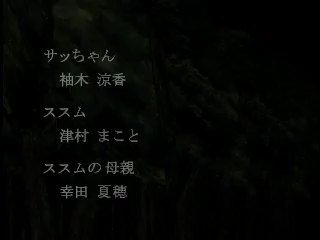 サッちゃん
袖木 涼香
ススム
津村 まこと
ススムの母親
幸田 夏穂